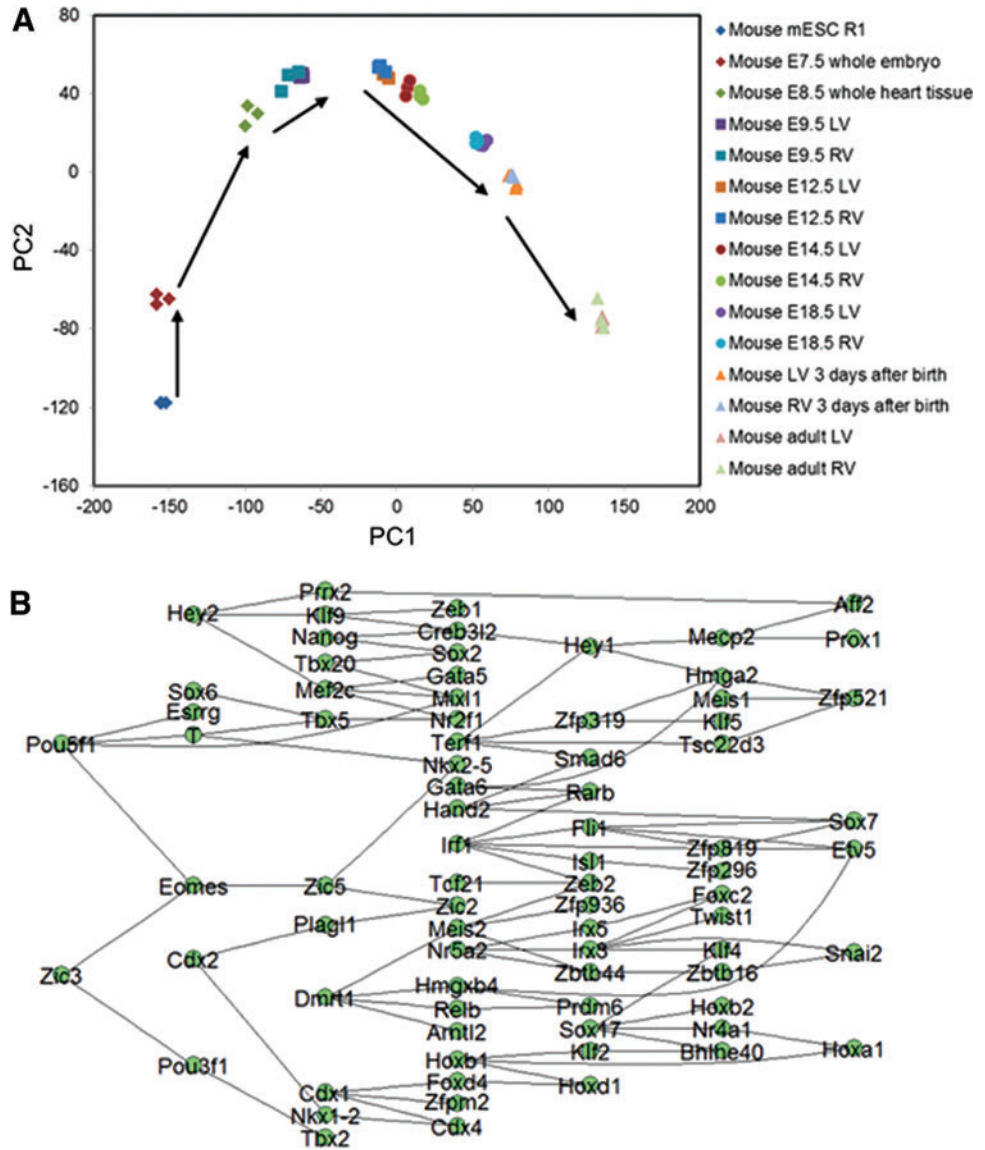 A
80
40
0
-40
-80
-120
-160
-200
-150
-100
-50
0
50
100
150
200
PC2
PC1
Mouse mESC R1
Mouse E7.5 whole embryo
Mouse E8.5 whole heart tissue
Mouse E9.5 LV
Mouse E9.5 RV
Mouse E12.5 LV
Mouse E12.5 RV
Mouse E14.5 LV
Mouse E14.5 RV
Mouse E18.5 LV
Mouse E18.5 RV
Mouse LV 3 days after birth
Mouse RV 3 days after birth
Mouse adult LV
Mouse adult RV
B
Pou5f1
Zic3
Hey2
Sox6
Esrrg
T
Eomes
Cdx2
Pou3f1
Prrx2
Klf9
Nanog
Tbx20
Mef2c
Tbx5
Zic5
Plagl1
Dmrt1
Cdx1
Nkx1-2
Tbx2
Zeb1
Creb3l2
Sox2
Gata5
Mixl1
Nr2f1
Terf1
Nkx2-5
Gata6
Hand2
Irf1
Tcf21
Zic2
Meis2
Nr5a2
Hmgxb4
Relb
Arntl2
Hoxb1
Foxd4
Zfpm2
Cdx4
Hey1
Zfp319
Smad6
Rarb
Fli1
Isl1
Zeb2
Zfp936
Irx5
Irx3
Zbtb44
Prdm6
Sox17
Klf2
Hoxd1
Mecp2
Hmga2
Meis1
Klf5
Tsc22d3
Zfp819
Zfp296
Foxc2
Twist1
Klf4
Zbtb16
Hoxb2
Nr4a1
Bhlhe40
Aff2
Prox1
Zfp521
Sox7
Etv5
Snai2
Hoxa1